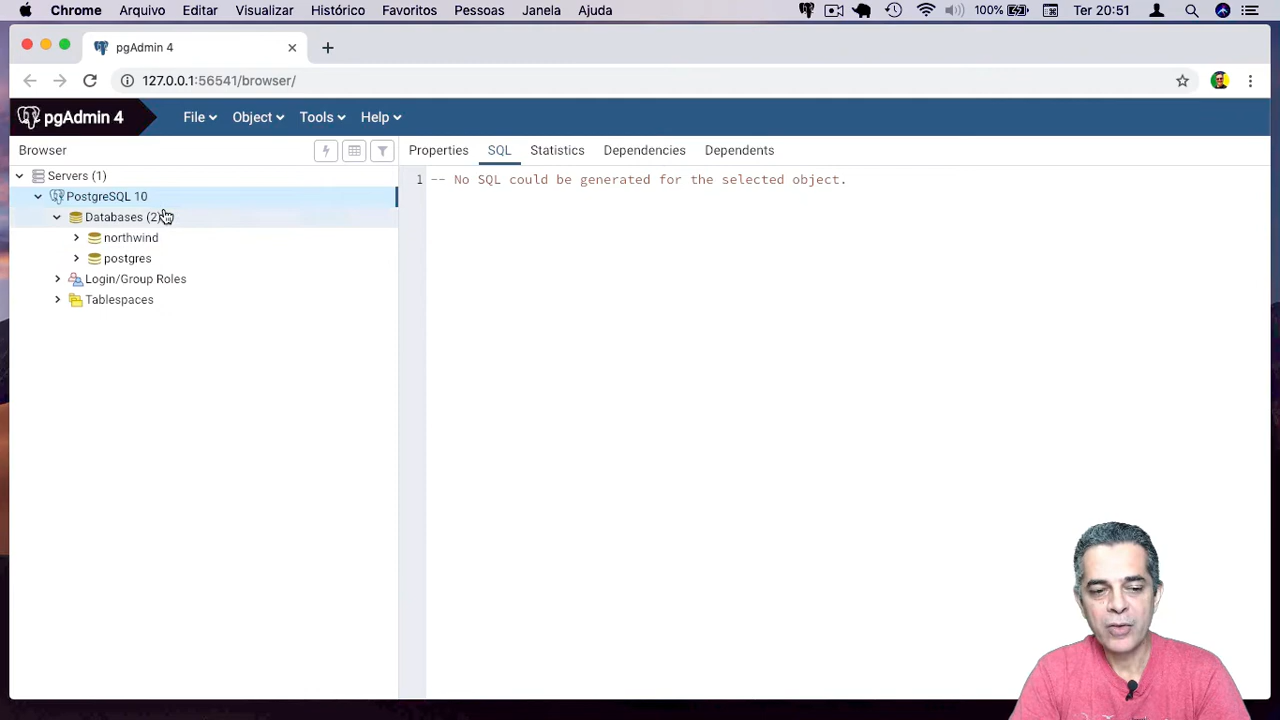 Chrome Arquivo Editar Visualizar Histórico Favoritos Pessoas Janela Ajuda 100% Ter 20:51
pgAdmin 4
127.0.0.1:56541/browser/
pgAdmin 4 File Object Tools Help
Browser Properties SQL Statistics Dependencies Dependents
Servers (1)
1 -- No SQL could be generated for the selected object.
PostgreSQL 10
Databases (2)
northwind
postgres
Login/Group Roles
Tablespaces